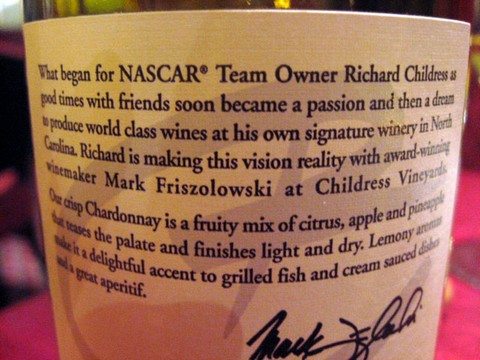 What began for NASCAR® Team Owner Richard Childress as
good times with friends soon became a passion and then a dream
to produce world class wines at his own signature winery in North
Carolina. Richard is making this vision reality with award-winning
winemaker Mark Friszolowski at Childress Vineyards.
Our crisp Chardonnay is a fruity mix of citrus, apple and pineapple
that teases the palate and finishes light and dry. Lemony aromas
make it a delightful accent to grilled fish and cream sauced dishes
and a great aperitif.
Mark